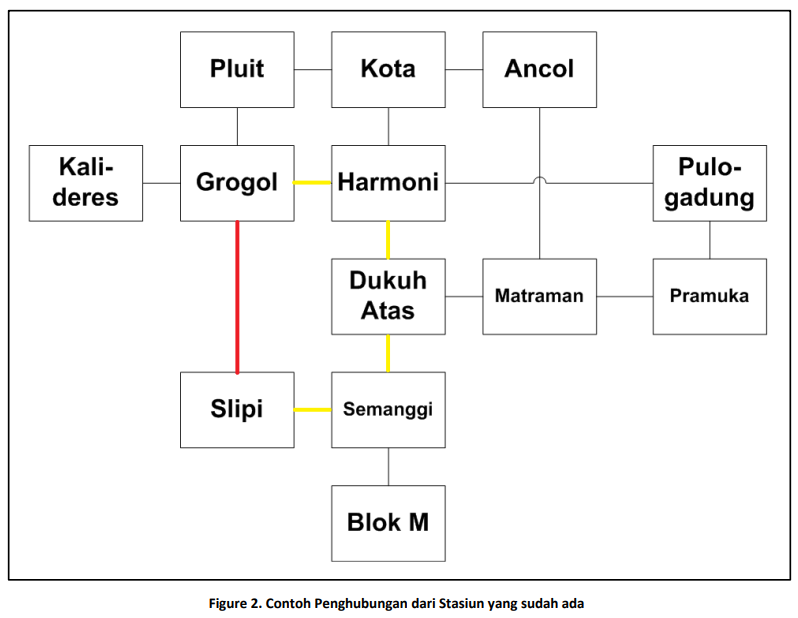 Pluit
Kota
Ancol
Kali-
deres
Grogol
Harmoni
Pulo-
gadung
Dukuh
Atas
Matraman
Pramuka
Slipi
Semanggi
Blok M
Figure 2. Contoh Penghubungan dari Stasiun yang sudah ada